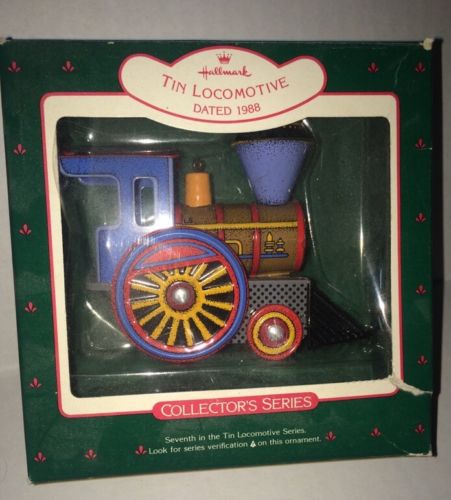 Hallmark
TIN LOCOMOTIVE
DATED 1988
COLLECTOR'S SERIES
Seventh in the Tin Locomotive Series.
Look for series verification on this ornament.